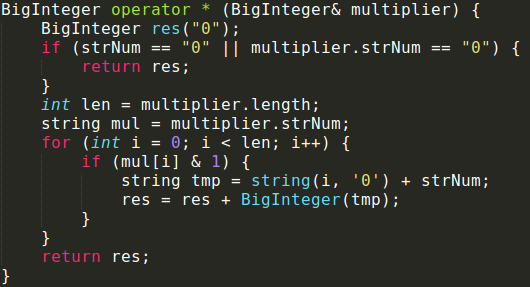 BigInteger operator * (BigInteger& multiplier) {
    BigInteger res("0");
    if (strNum == "0" || multiplier.strNum == "0") {
        return res;
    }
    int len = multiplier.length;
    string mul = multiplier.strNum;
    for (int i = 0; i < len; i++) {
        if (mul[i] & 1) {
            string tmp = string(i, '0') + strNum;
            res = res + BigInteger(tmp);
        }
    }
    return res;
}